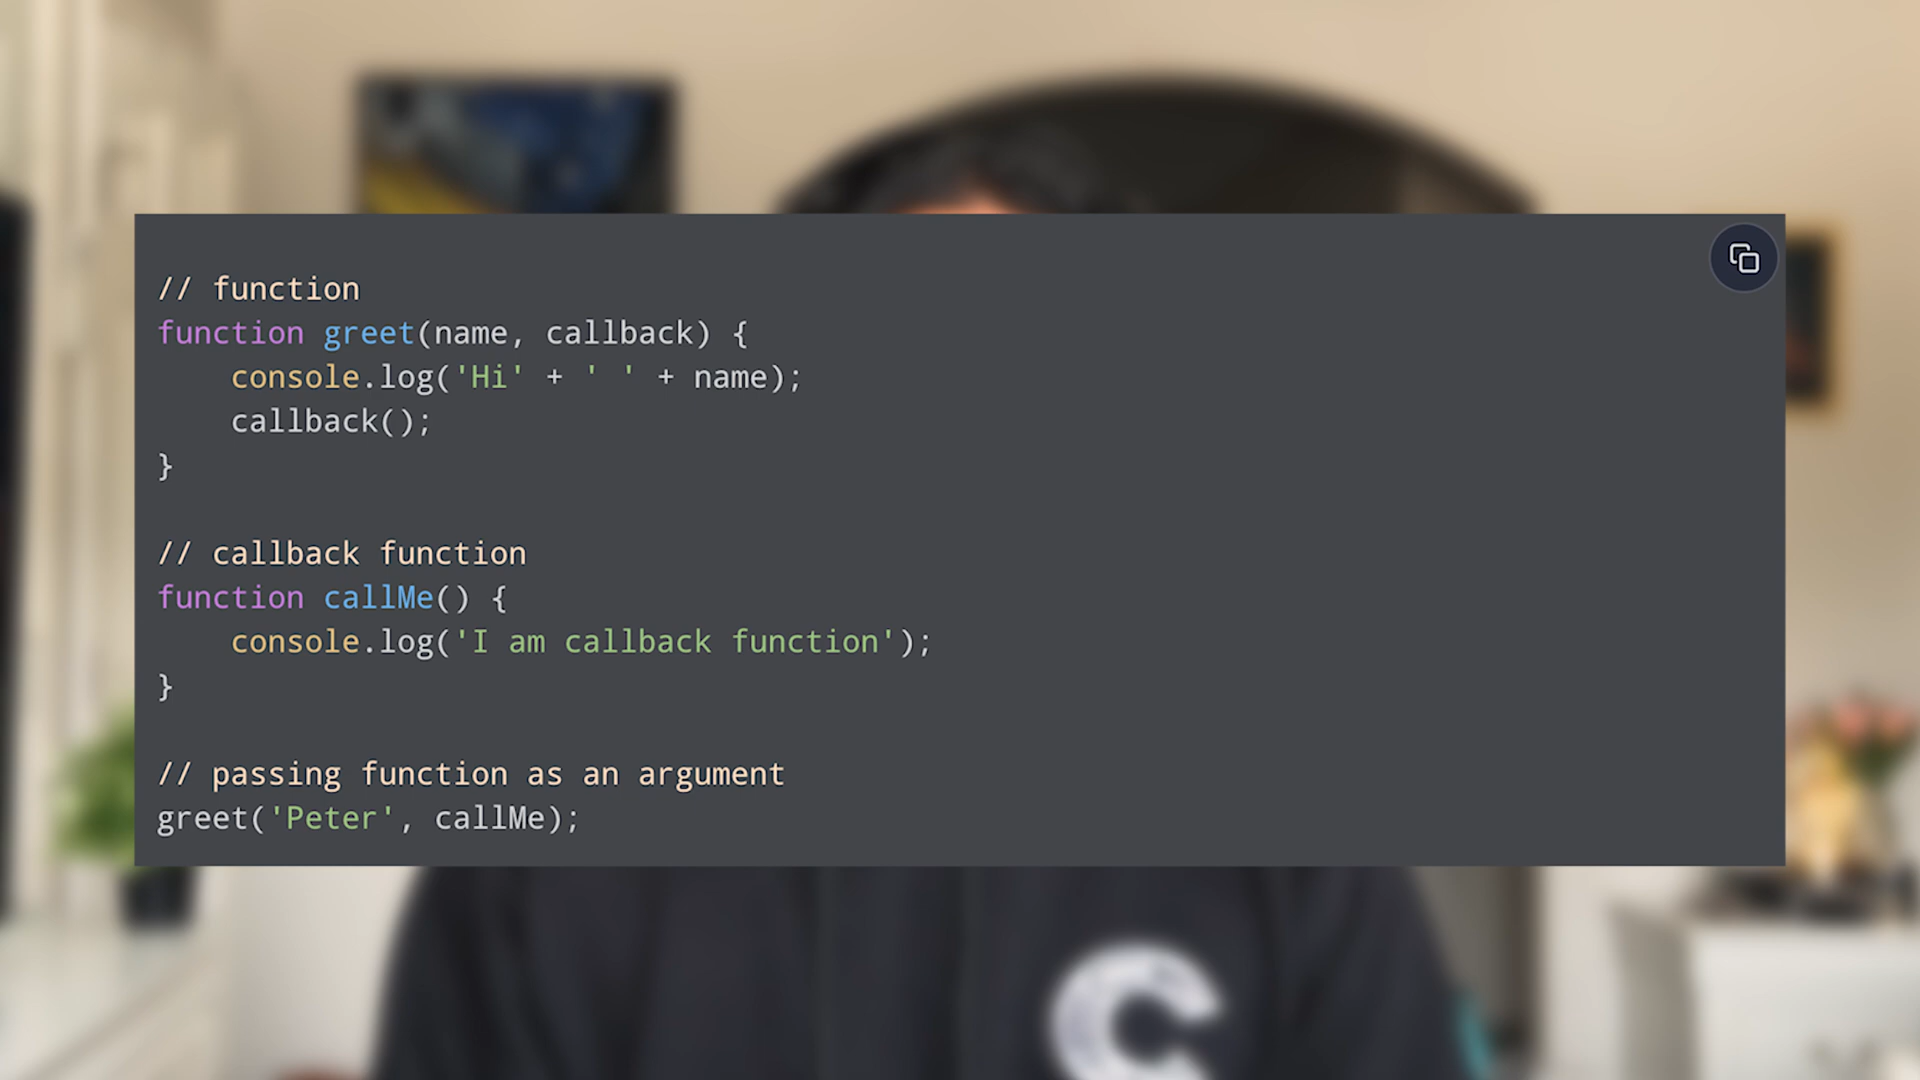 // function
function greet(name, callback) {
    console.log('Hi' + ' ' + name);
    callback();
}
// callback function
function callMe() {
    console.log('I am callback function');
}
// passing function as an argument
greet('Peter', callMe);
C